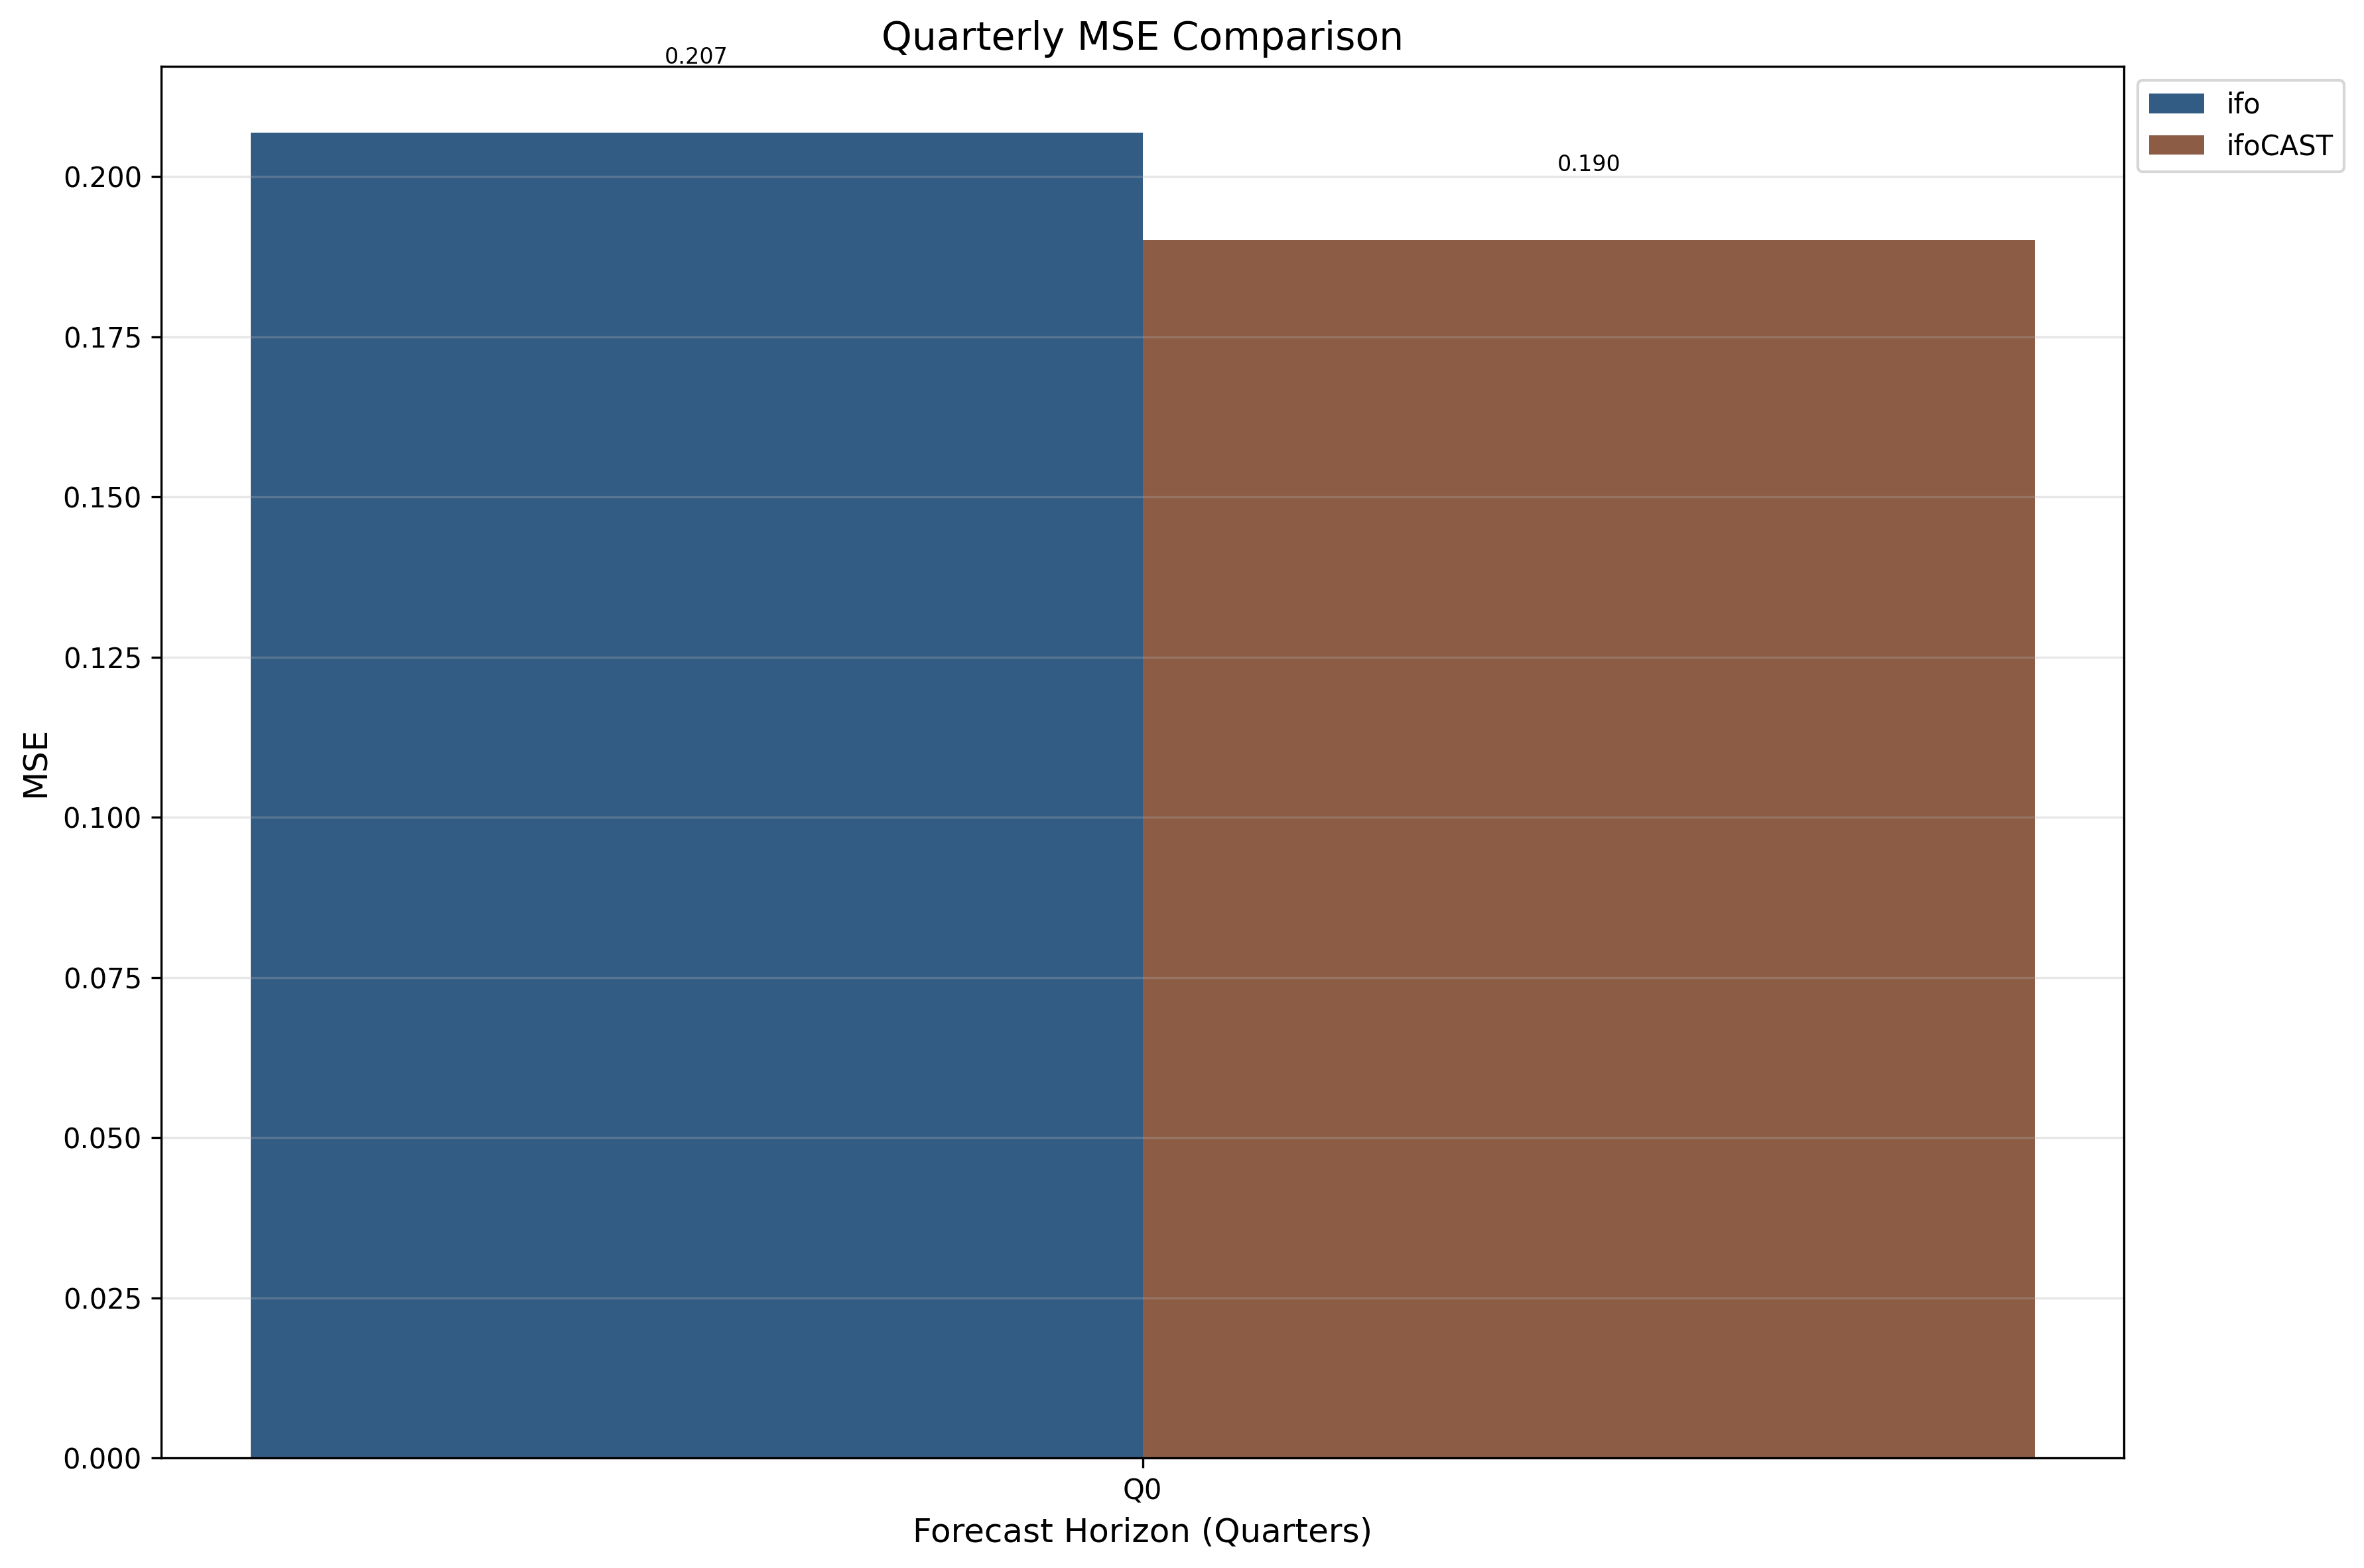 Quarterly MSE Comparison
0.207
0.190
ifo
ifoCAST
0.200
0.175
0.150
0.125
0.100
0.075
0.050
0.025
0.000
MSE
Q0
Forecast Horizon (Quarters)